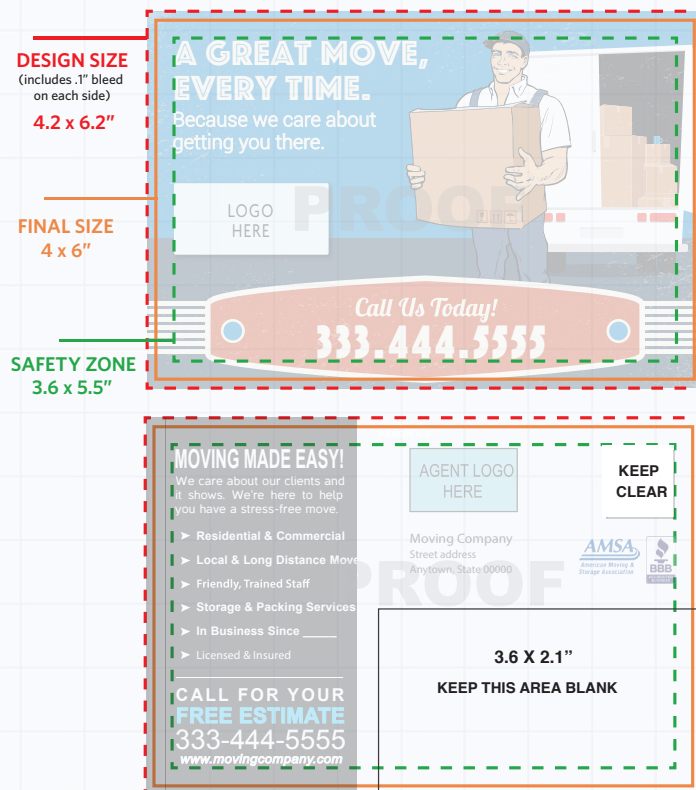 DESIGN SIZE
(includes .1" bleed
on each side)
4.2 x 6.2"
FINAL SIZE
4 x 6"
SAFETY ZONE
3.6 x 5.5"
A GREAT MOVE,
EVERY TIME.
Because we care about
getting you there.
LOGO
HERE
PROOF
Call Us Today!
333.444.5555
MOVING MADE EASY!
We care about our clients and
it shows. We're here to help
you have a stress-free move.
➤ Residential & Commercial
➤ Local & Long Distance Move
➤ Friendly, Trained Staff
➤ Storage & Packing Services
➤ In Business Since _____
➤ Licensed & Insured
CALL FOR YOUR
FREE ESTIMATE
333-444-5555
www.movingcompany.com
AGENT LOGO
HERE
KEEP
CLEAR
Moving Company
Street address
Anytown, State 00000
AMSA
American Moving &
Storage Association
BBB
PROOF
3.6 X 2.1”
KEEP THIS AREA BLANK